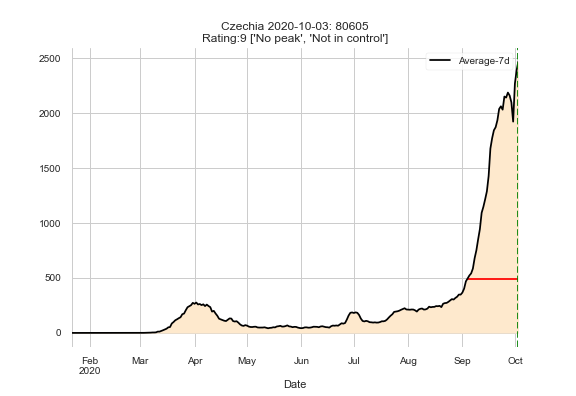 Czechia 2020-10-03: 80605
Rating:9 ['No peak', 'Not in control']
Average-7d
2500
2000
1500
1000
500
0
Feb Mar Apr May Jun Jul Aug Sep Oct
2020
Date